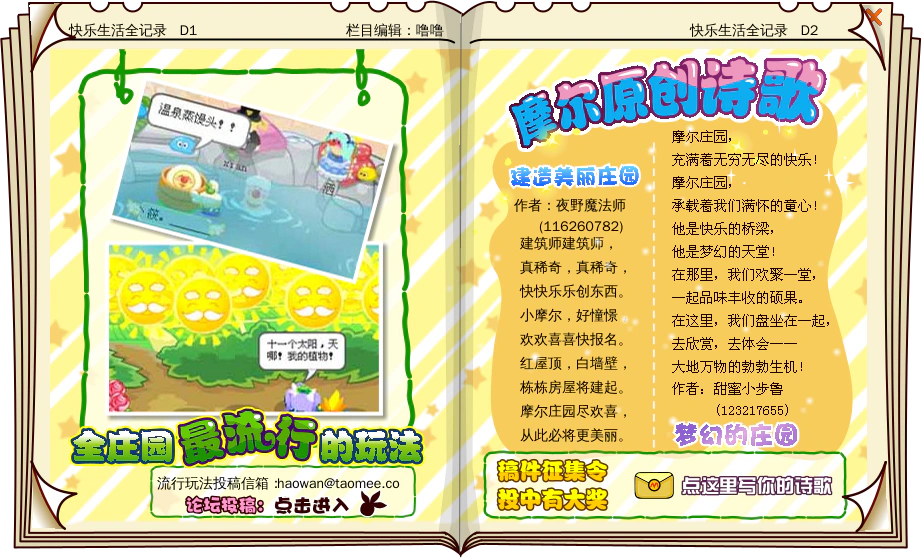 快乐生活全记录 D1
栏目编辑：噜噜
温泉蒸馒头！！
十一个太阳，天
哪！我的植物！
全庄园最流行的玩法
流行玩法投稿信箱 :haowan@taomee.com
论坛投稿：点击进入
快乐生活全记录 D2
摩尔原创诗歌
建造美丽庄园
作者：夜野魔法师
(116260782)
建筑师建筑师，
真稀奇，真稀奇，
快快乐乐创东西。
小摩尔，好憧憬
欢欢喜喜快报名。
红屋顶，白墙壁，
栋栋房屋将建起。
摩尔庄园尽欢喜，
从此必将更美丽。
摩尔庄园，
充满着无穷无尽的快乐！
摩尔庄园，
承载着我们满怀的童心！
他是快乐的桥梁，
他是梦幻的天堂！
在那里，我们欢聚一堂，
一起品味丰收的硕果。
在这里，我们盘坐在一起，
去欣赏，去体会——
大地万物的勃勃生机！
作者：甜蜜小步鲁
(123217655)
梦幻的庄园
稿件征集令
投中有大奖
点这里写你的诗歌